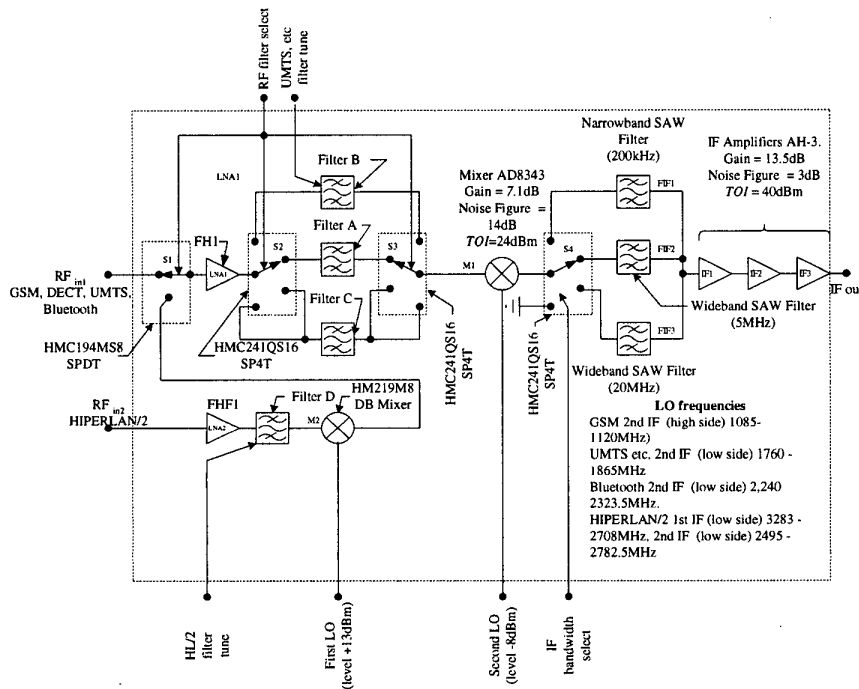 RF filter select
UMTS, etc
filter tune
Narrowband SAW
Filter
(200kHz)
IF Amplifiers AH-3.
Gain = 13.5dB
Noise Figure = 3dB
TOI = 40dBm
Filter B
LNA1
Mixer AD8343
Gain = 7.1dB
Noise Figure =
14dB
TOI=24dBm
FIF1
FH1
Filter A
S1
S2
S3
S4
FIF2
RF in1
GSM, DECT, UMTS,
Bluetooth
LNA1
M1
IF1
IF2
IF3
IF ou
Filter C
Wideband SAW Filter
(5MHz)
HMC194MS8
SPDT
HMC241QS16
SP4T
HMC241QS16
SP4T
HMC241QS16
SP4T
FIF3
Wideband SAW Filter
(20MHz)
Filter D
HM219M8
DB Mixer
RF in2
HIPERLAN/2
FHF1
LNA2
M2
LO frequencies
GSM 2nd IF (high side) 1085-
1120MHz)
UMTS etc. 2nd IF (low side) 1760 -
1865MHz
Bluetooth 2nd IF (low side) 2,240
2323.5MHz.
HIPERLAN/2 1st IF (low side) 3283 -
2708MHz, 2nd IF (low side) 2495 -
2782.5MHz
HL/2
filter
tune
First LO
(level +13dBm)
Second LO
(level -8dBm)
IF
bandwidth
select